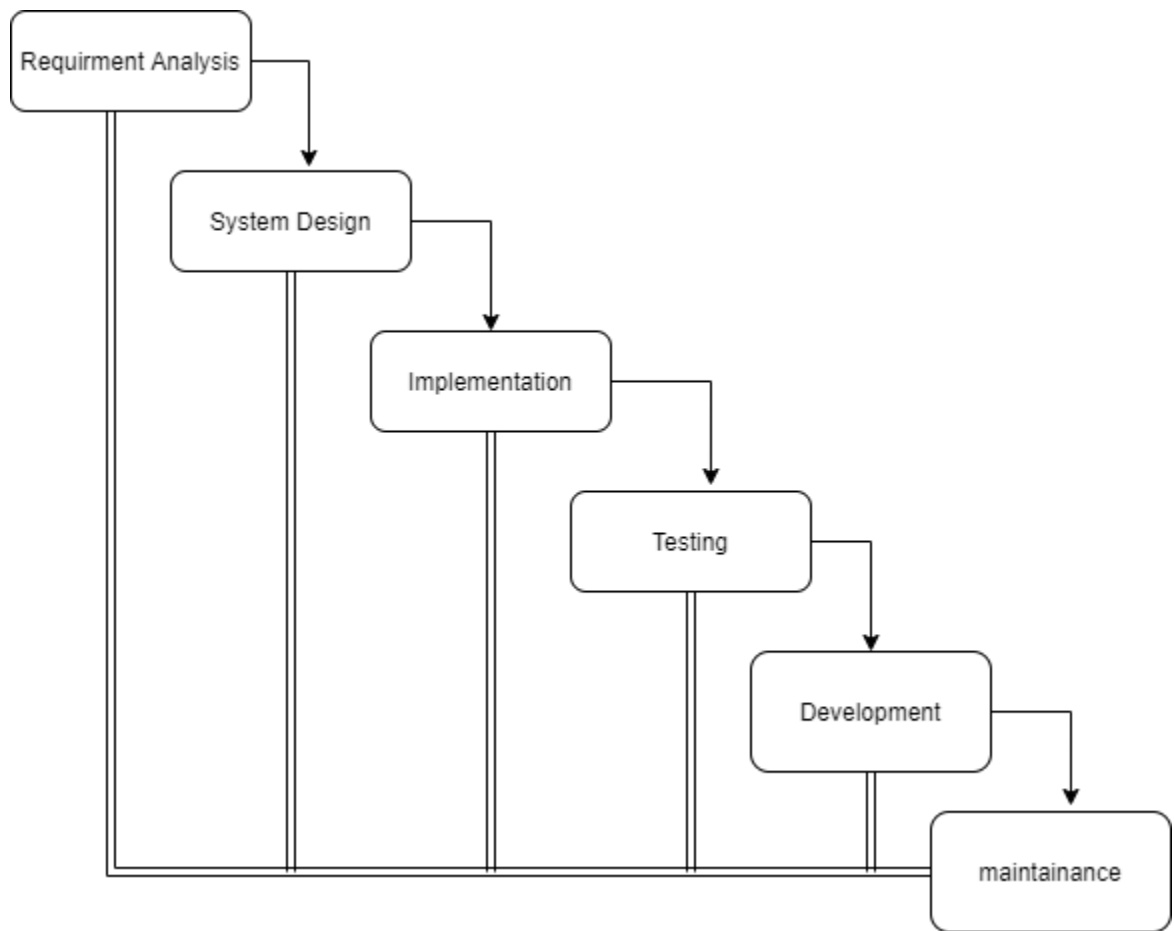 Requirment Analysis
System Design
Implementation
Testing
Development
maintainance